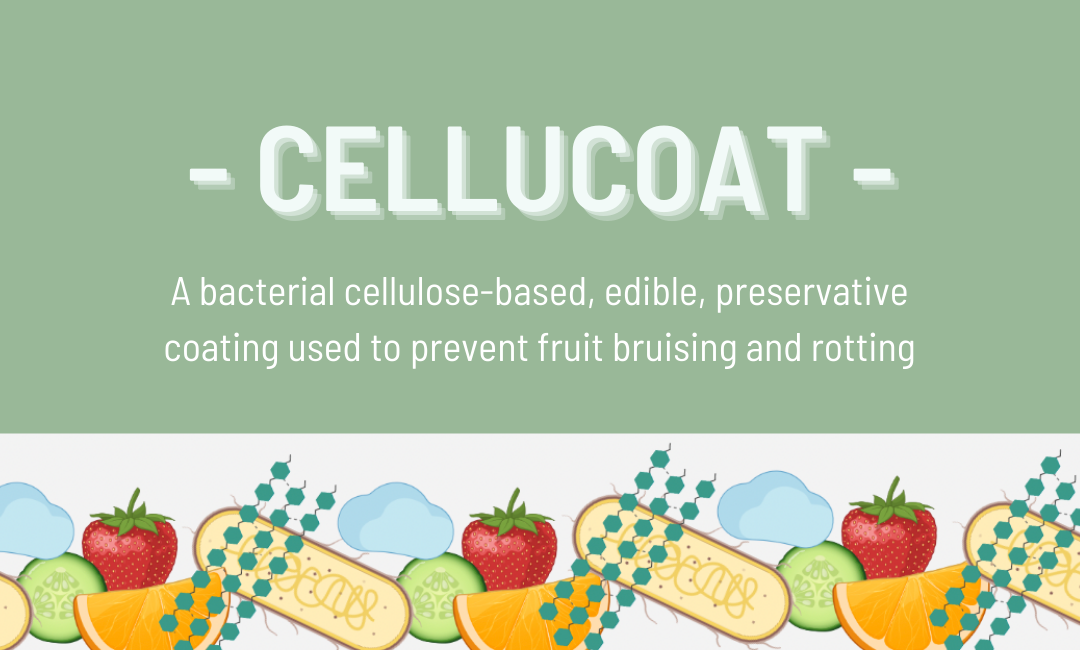 - CELLUCOAT -
A bacterial cellulose-based, edible, preservative
coating used to prevent fruit bruising and rotting